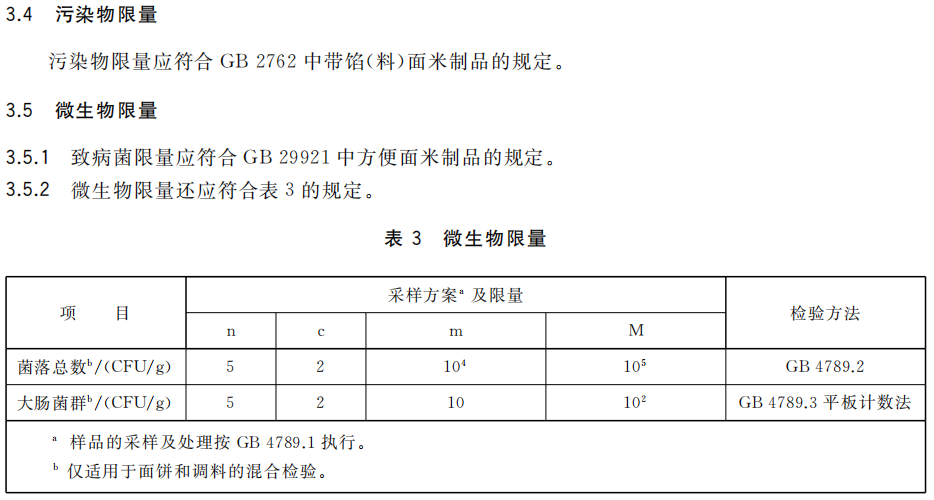 3.4 污染物限量
污染物限量应符合 GB 2762 中带馅(料)面米制品的规定。
3.5 微生物限量
3.5.1 致病菌限量应符合 GB 29921 中方便面米制品的规定。
3.5.2 微生物限量还应符合表 3 的规定。
表 3 微生物限量
项 目 采样方案ᵃ 及限量 检验方法
n c m M
菌落总数ᵇ/(CFU/g) 5 2 10⁴ 10⁵ GB 4789.2
大肠菌群ᵇ/(CFU/g) 5 2 10 10² GB 4789.3 平板计数法
ᵃ 样品的采样及处理按 GB 4789.1 执行。
ᵇ 仅适用于面饼和调料的混合检验。